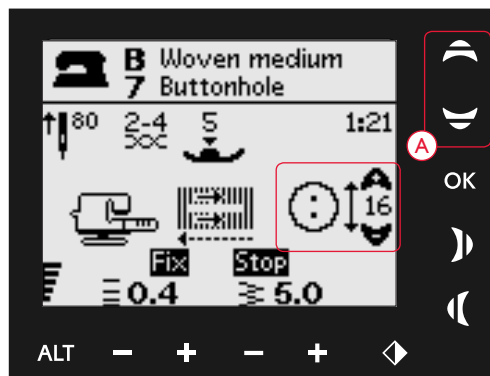 B Woven medium
7 Buttonhole
80 2-4 5 1:21
A
OK
16
Fix Stop
0.4 5.0
ALT - + - +